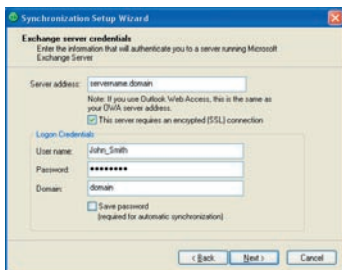 Synchronization Setup Wizard
Exchange server credentials
Enter the information that will authenticate you to a server running Microsoft
Exchange Server
Server address: servername.domain
Note: If you use Outlook Web Access, this is the same as
your OWA server address.
This server requires an encrypted (SSL) connection
Logon Credentials
User name: John_Smith
Password: ••••••••
Domain: domain
Save password
(required for automatic synchronization)
< Back Next > Cancel